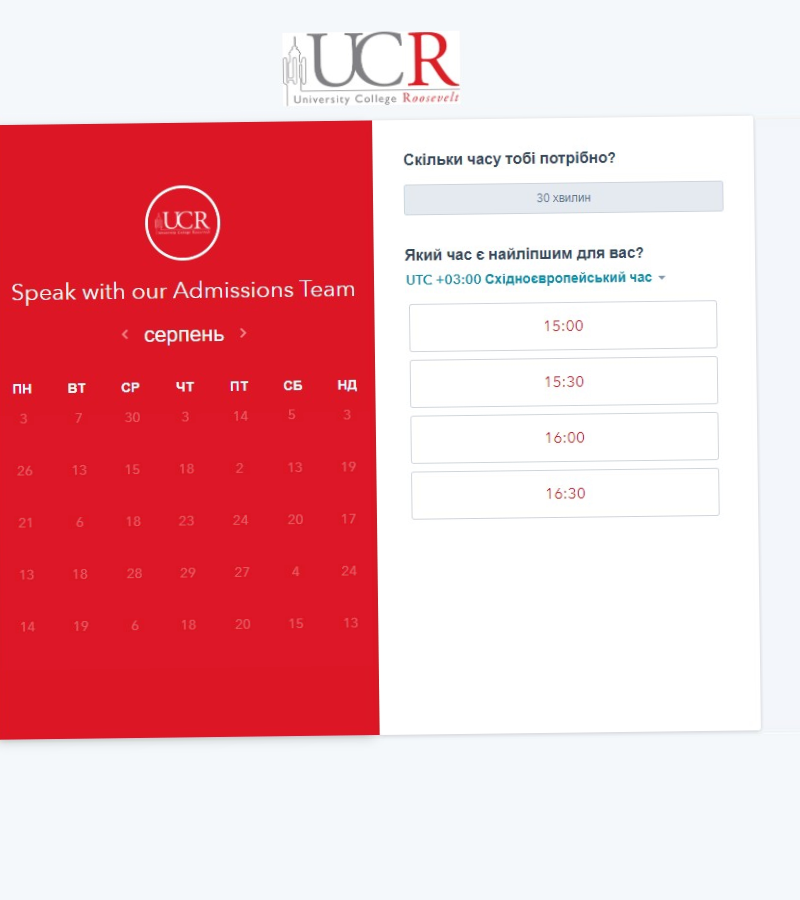 UCR
University College Roosevelt
UCR
Speak with our Admissions Team
серпень
ПН ВТ СР ЧТ ПТ СБ НД
3 7 30 3 14 5 3
26 13 15 18 2 13 19
21 6 18 23 24 20 17
13 18 28 29 27 4 24
14 19 6 18 20 15 13
Скільки часу тобі потрібно?
30 хвилин
Який час є найліпшим для вас?
UTC +03:00 Східноєвропейський час
15:00
15:30
16:00
16:30